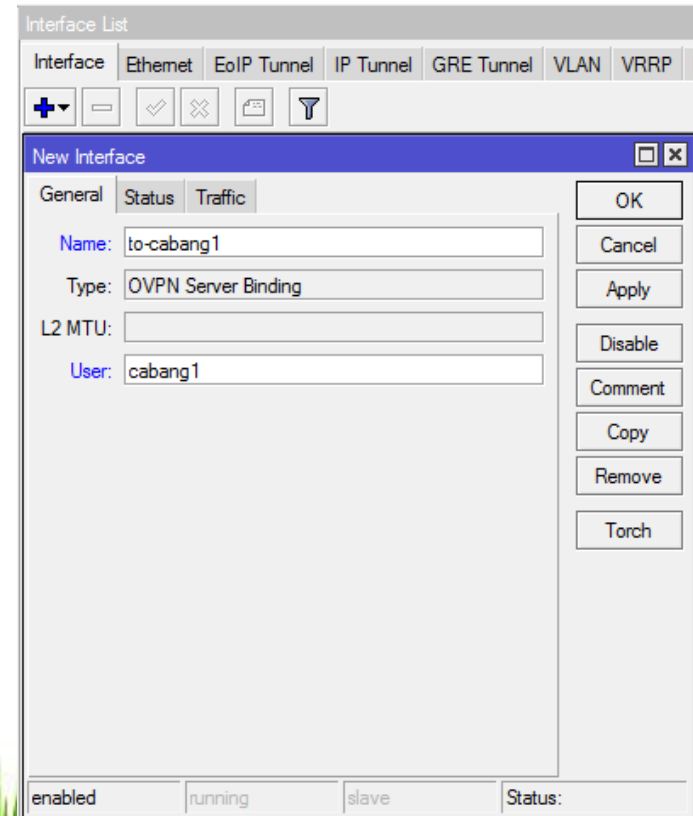 Interface List
Interface Ethernet EoIP Tunnel IP Tunnel GRE Tunnel VLAN VRRP
New Interface
General Status Traffic
OK
Name: to-cabang1
Cancel
Type: OVPN Server Binding
Apply
L2 MTU:
Disable
User: cabang1
Comment
Copy
Remove
Torch
enabled running slave Status: